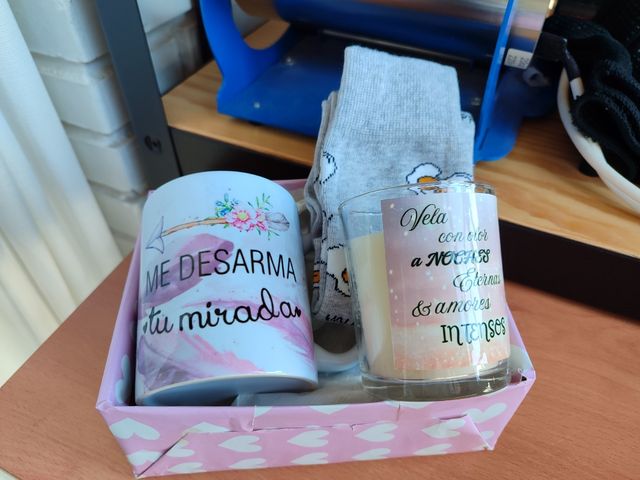 ME DESARMA
tu mirada
Vela
con olor
a NOCHES
Eternas
& amores
INTENSOS